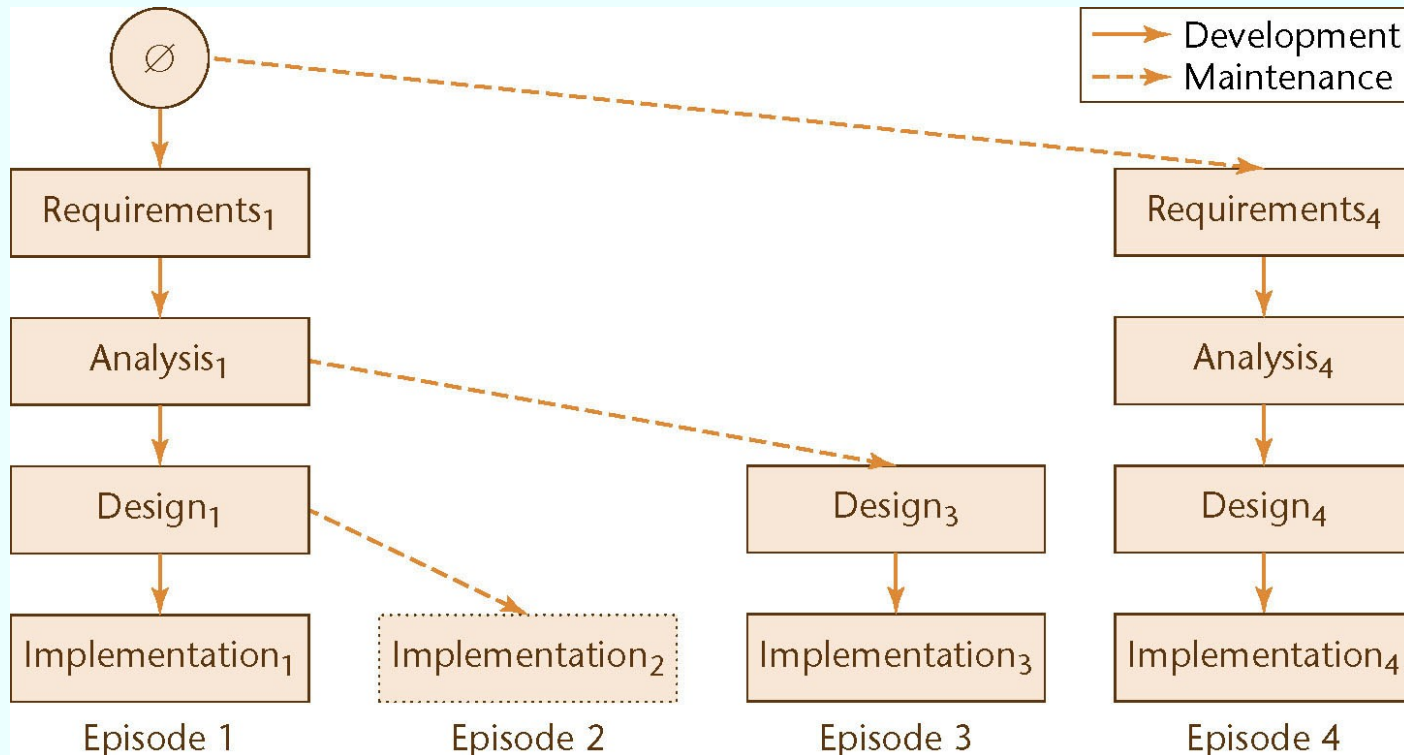 ∅
Development
Maintenance
Requirements₁
Requirements₄
Analysis₁
Analysis₄
Design₁
Design₃
Design₄
Implementation₁
Implementation₂
Implementation₃
Implementation₄
Episode 1
Episode 2
Episode 3
Episode 4